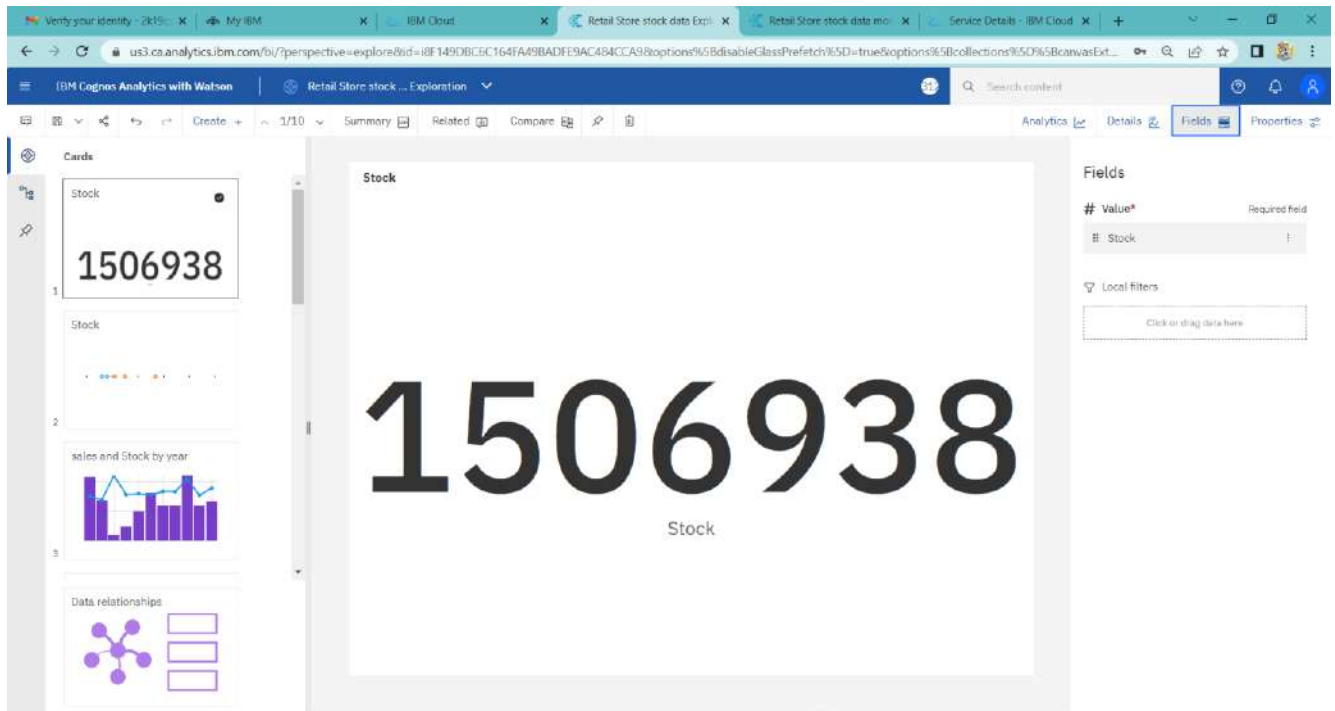 Verify your identity - 2k19
My IBM
IBM Cloud
Retail Store stock data Expl
Retail Store stock data mo
Service Details - IBM Cloud
us3.ca.analytics.ibm.com/bi/?perspective=explore&id=i8F149DBC6C164FA49BADFE9AC484CCA9&options%5BdisableGlassPrefetch%5D=true&options%5Bcollections%5D%5BcanvasExt...
IBM Cognos Analytics with Watson
Retail Store stock ... Exploration
Search content
Create +
1/10
Summary
Related
Compare
Analytics
Details
Fields
Properties
Cards
Stock
1506938
1
Stock
2
sales and Stock by year
3
Data relationships
Stock
1506938
Stock
Fields
# Value*
Required field
# Stock
Local filters
Click or drag data here